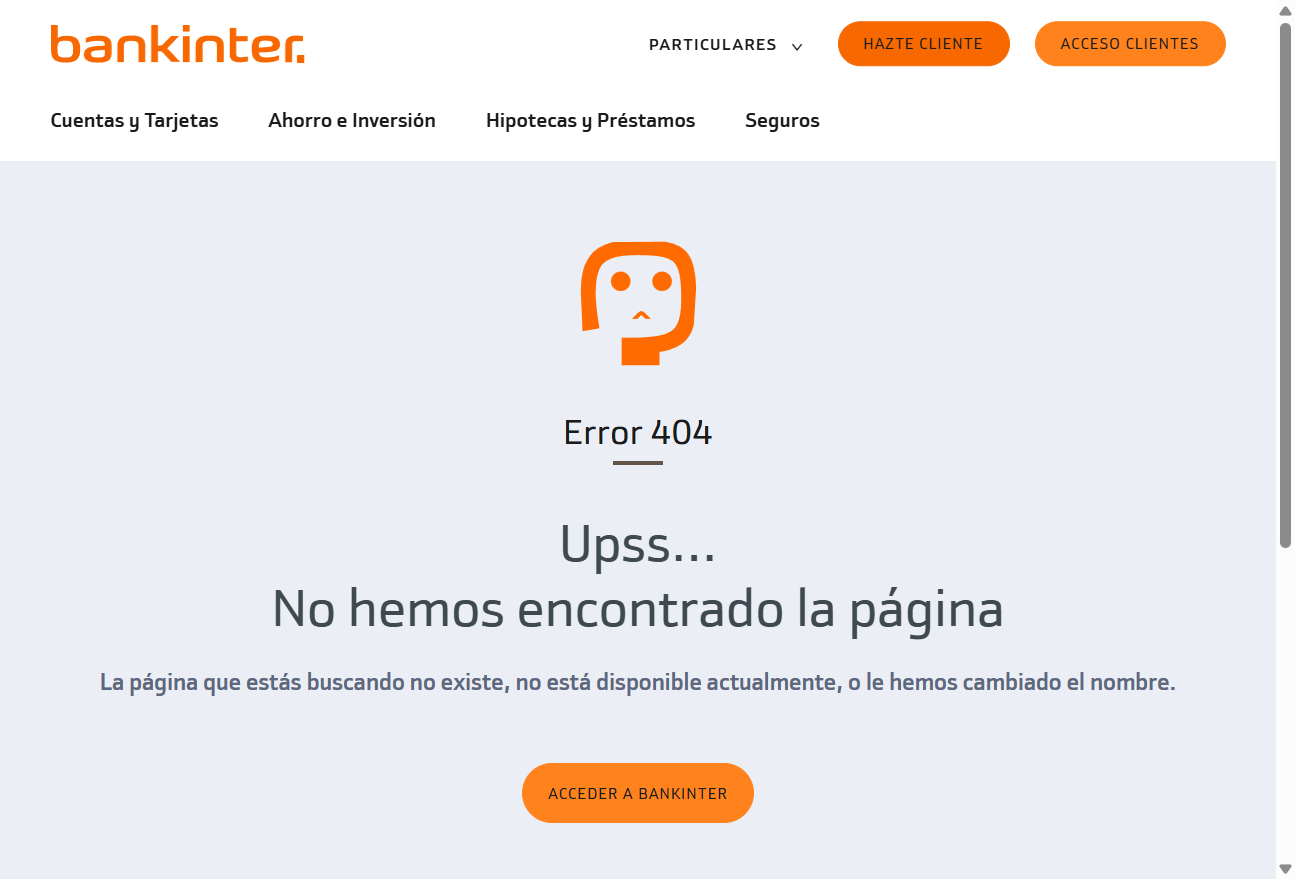 bankinter.
PARTICULARES
HAZTE CLIENTE
ACCESO CLIENTES
Cuentas y Tarjetas
Ahorro e Inversión
Hipotecas y Préstamos
Seguros
Error 404
Upss...
No hemos encontrado la página
La página que estás buscando no existe, no está disponible actualmente, o le hemos cambiado el nombre.
ACCEDER A BANKINTER